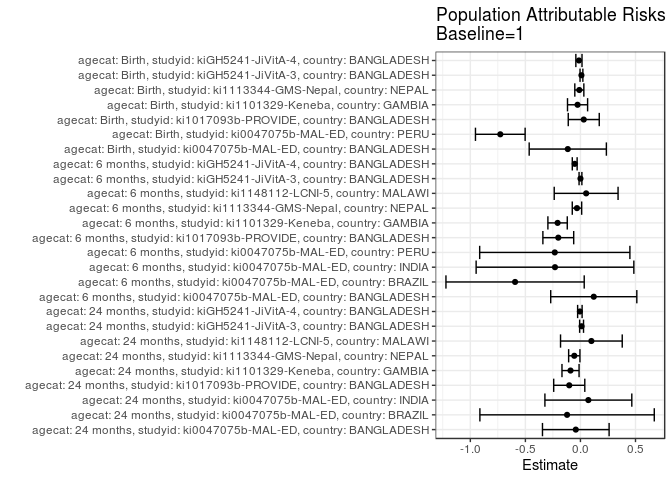 Population Attributable Risks
Baseline=1
agecat: Birth, studyid: kiGH5241-JiVitA-4, country: BANGLADESH
agecat: Birth, studyid: kiGH5241-JiVitA-3, country: BANGLADESH
agecat: Birth, studyid: ki1113344-GMS-Nepal, country: NEPAL
agecat: Birth, studyid: ki1101329-Keneba, country: GAMBIA
agecat: Birth, studyid: ki1017093b-PROVIDE, country: BANGLADESH
agecat: Birth, studyid: ki0047075b-MAL-ED, country: PERU
agecat: Birth, studyid: ki0047075b-MAL-ED, country: BANGLADESH
agecat: 6 months, studyid: kiGH5241-JiVitA-4, country: BANGLADESH
agecat: 6 months, studyid: kiGH5241-JiVitA-3, country: BANGLADESH
agecat: 6 months, studyid: ki1148112-LCNI-5, country: MALAWI
agecat: 6 months, studyid: ki1113344-GMS-Nepal, country: NEPAL
agecat: 6 months, studyid: ki1101329-Keneba, country: GAMBIA
agecat: 6 months, studyid: ki1017093b-PROVIDE, country: BANGLADESH
agecat: 6 months, studyid: ki0047075b-MAL-ED, country: PERU
agecat: 6 months, studyid: ki0047075b-MAL-ED, country: INDIA
agecat: 6 months, studyid: ki0047075b-MAL-ED, country: BRAZIL
agecat: 6 months, studyid: ki0047075b-MAL-ED, country: BANGLADESH
agecat: 24 months, studyid: kiGH5241-JiVitA-4, country: BANGLADESH
agecat: 24 months, studyid: kiGH5241-JiVitA-3, country: BANGLADESH
agecat: 24 months, studyid: ki1148112-LCNI-5, country: MALAWI
agecat: 24 months, studyid: ki1113344-GMS-Nepal, country: NEPAL
agecat: 24 months, studyid: ki1101329-Keneba, country: GAMBIA
agecat: 24 months, studyid: ki1017093b-PROVIDE, country: BANGLADESH
agecat: 24 months, studyid: ki0047075b-MAL-ED, country: INDIA
agecat: 24 months, studyid: ki0047075b-MAL-ED, country: BRAZIL
agecat: 24 months, studyid: ki0047075b-MAL-ED, country: BANGLADESH
-1.0 -0.5 0.0 0.5
Estimate